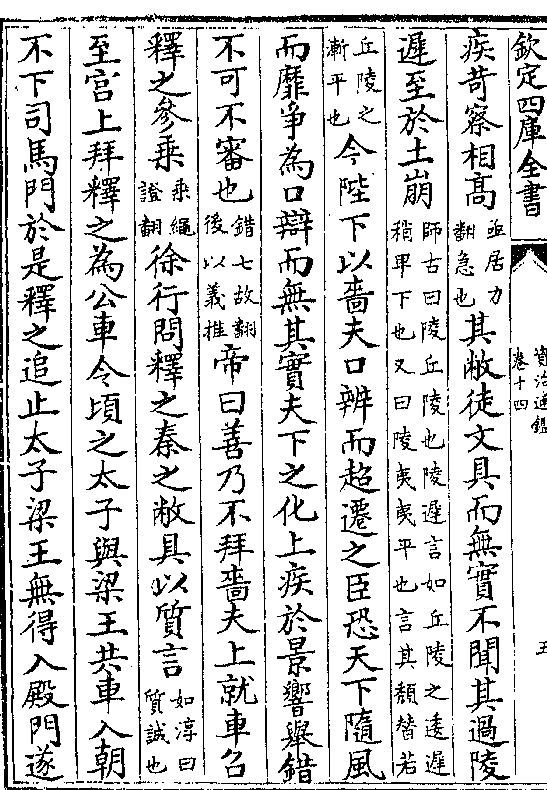 欽定四庫全書
資治通鑑
卷十四
五
疾苛察相高亟居力翻急也其敝徒文具而無實不聞其過陵
遲至於土崩師古曰陵丘陵也陵遲言如丘陵之逶遲稍卑下也又曰陵夷夷平也言其頽替若
丘陵之漸平也今陛下以嗇夫口辨而超遷之臣恐天下隨風
而靡爭為口辯而無其實夫下之化上疾於景響舉錯
不可不審也錯七故翻後以義推帝曰善乃不拜嗇夫上就車召
釋之參乘乘繩證翻徐行問釋之秦之敝具以質言如淳曰質誠也
至宫上拜釋之為公車令頃之太子與梁王共車入朝
不下司馬門於是釋之追止太子梁王無得入殿門遂